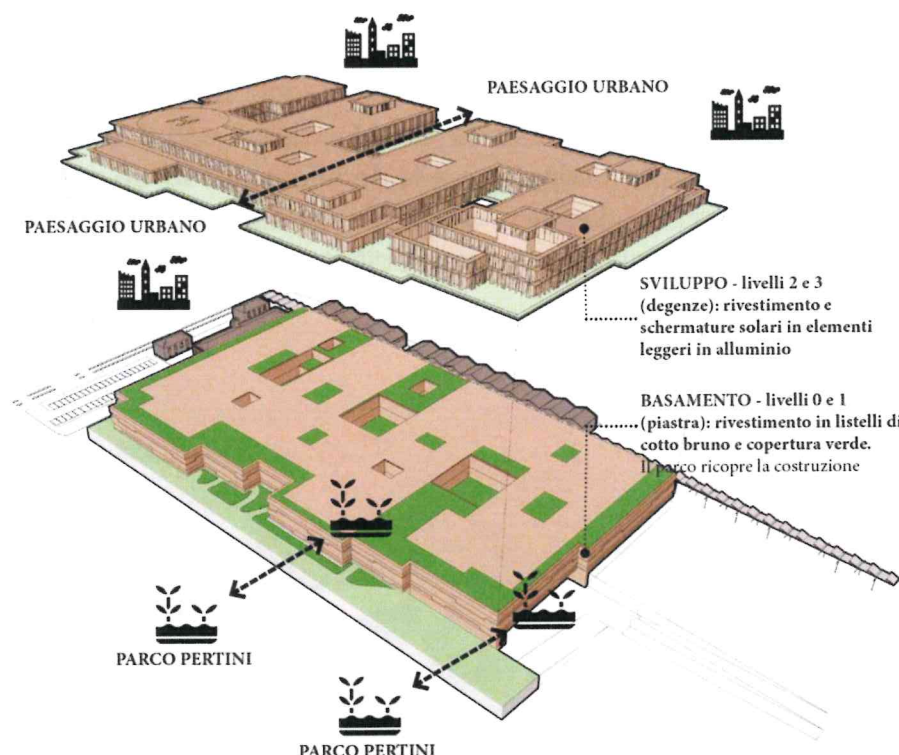 PAESAGGIO URBANO
PAESAGGIO URBANO
SVILUPPO - livelli 2 e 3
(degenze): rivestimento e
schermature solari in elementi
leggeri in alluminio
BASAMENTO - livelli 0 e 1
(piastra): rivestimento in listelli di
cotto bruno e copertura verde.
Il parco ricopre la costruzione
PARCO PERTINI
PARCO PERTINI